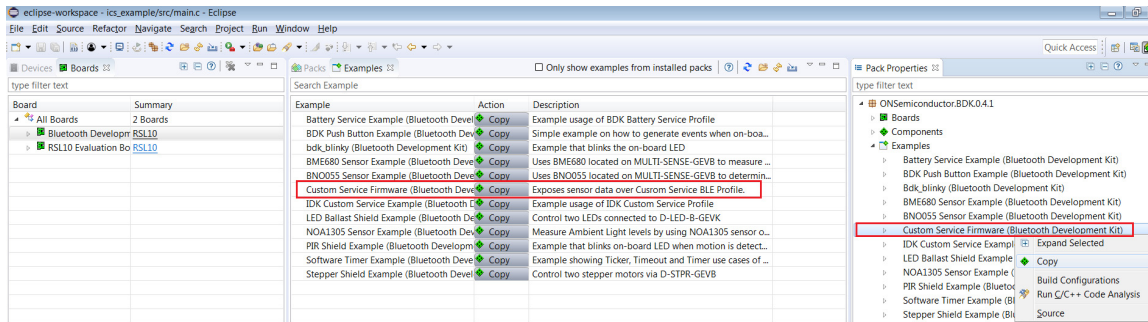 eclipse-workspace - ics_example/src/main.c - Eclipse
File Edit Source Refactor Navigate Search Project Run Window Help
Quick Access
Devices Boards
type filter text
Board Summary
All Boards 2 Boards
Bluetooth Developm RSL10
RSL10 Evaluation Bo RSL10
Packs Examples Only show examples from installed packs
Search Example
Example Action Description
Battery Service Example (Bluetooth Devel Copy Example usage of BDK Battery Service Profile
BDK Push Button Example (Bluetooth Dev Copy Simple example on how to generate events when on-boa...
bdk_blinky (Bluetooth Development Kit) Copy Example that blinks the on-board LED
BME680 Sensor Example (Bluetooth Devel Copy Uses BME680 located on MULTI-SENSE-GEVB to measure ...
BNO055 Sensor Example (Bluetooth Deve Copy Uses BNO055 located on MULTI-SENSE-GEVB to determin...
Custom Service Firmware (Bluetooth Deve Copy Exposes sensor data over Cusrom Service BLE Profile.
IDK Custom Service Example (Bluetooth D Copy Example usage of IDK Custom Service Profile
LED Ballast Shield Example (Bluetooth De Copy Control two LEDs connected to D-LED-B-GEVK
NOA1305 Sensor Example (Bluetooth Deve Copy Measure Ambient Light levels by using NOA1305 sensor o...
PIR Shield Example (Bluetooth Developm Copy Example that blinks on-board LED when motion is detect...
Software Timer Example (Bluetooth Deve Copy Example showing Ticker, Timeout and Timer use cases of ...
Stepper Shield Example (Bluetooth Devel Copy Control two stepper motors via D-STPR-GEVB
Pack Properties
type filter text
ONSemiconductor.BDK.0.4.1
Boards
Components
Examples
Battery Service Example (Bluetooth Development Kit)
BDK Push Button Example (Bluetooth Development Kit)
Bdk_blinky (Bluetooth Development Kit)
BME680 Sensor Example (Bluetooth Development Kit)
BNO055 Sensor Example (Bluetooth Development Kit)
Custom Service Firmware (Bluetooth Development Kit)
IDK Custom Service Exampl
LED Ballast Shield Example
NOA1305 Sensor Example (
PIR Shield Example (Bluetoo
Software Timer Example (Bl
Stepper Shield Example (Blu
Expand Selected
Copy
Build Configurations
Run C/C++ Code Analysis
Source